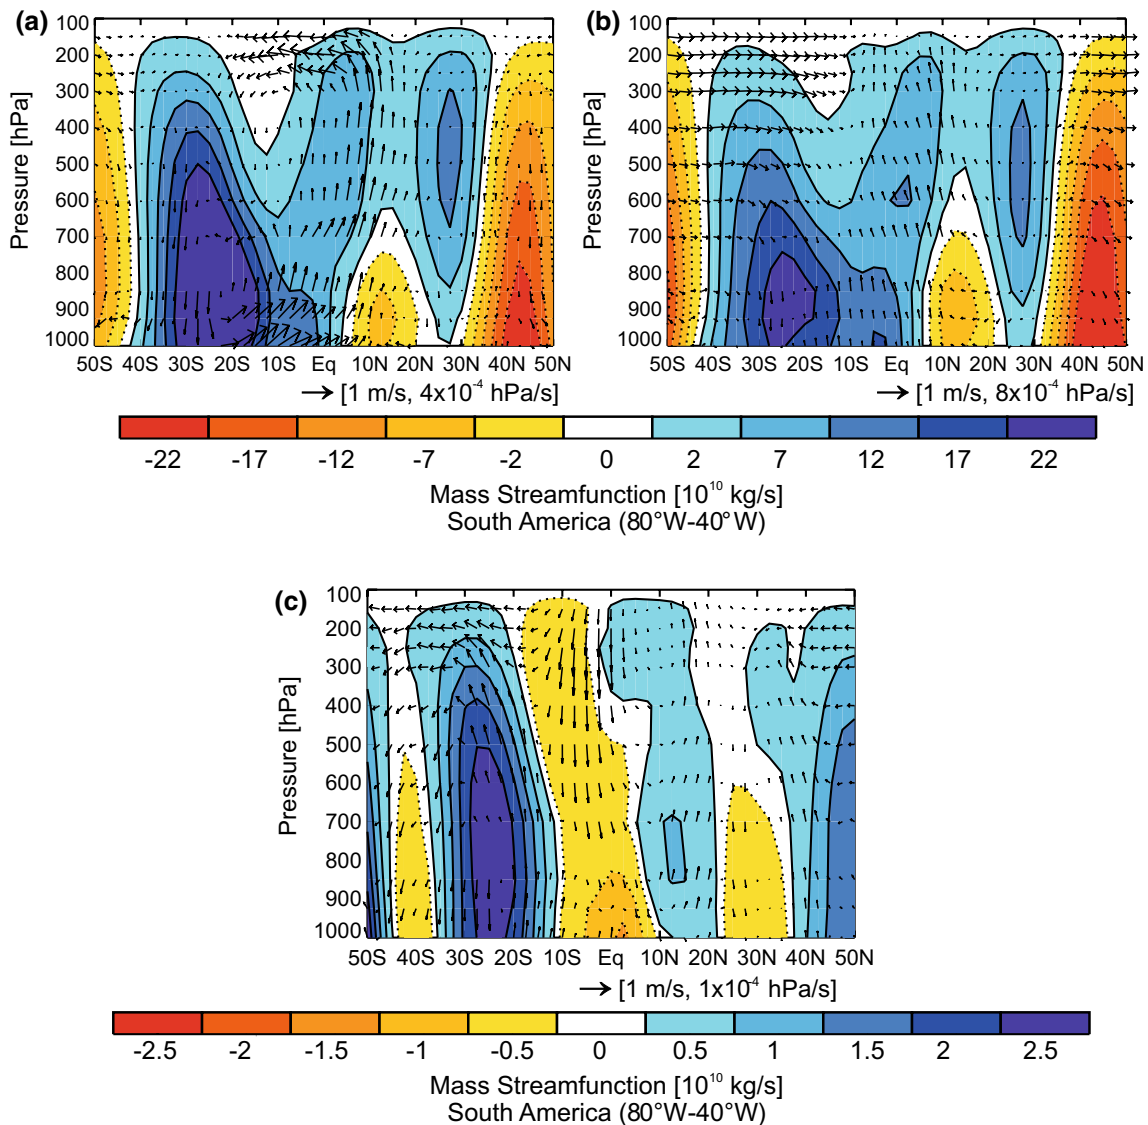 (a)
100
200
300
400
500
600
700
800
900
1000
Pressure [hPa]
50S 40S 30S 20S 10S Eq 10N 20N 30N 40N 50N
[1 m/s, 4x10⁻⁴ hPa/s]
(b)
100
200
300
400
500
600
700
800
900
1000
Pressure [hPa]
50S 40S 30S 20S 10S Eq 10N 20N 30N 40N 50N
[1 m/s, 8x10⁻⁴ hPa/s]
-22 -17 -12 -7 -2 0 2 7 12 17 22
Mass Streamfunction [10¹⁰ kg/s]
South America (80°W-40°W)
(c)
100
200
300
400
500
600
700
800
900
1000
Pressure [hPa]
50S 40S 30S 20S 10S Eq 10N 20N 30N 40N 50N
[1 m/s, 1x10⁻⁴ hPa/s]
-2.5 -2 -1.5 -1 -0.5 0 0.5 1 1.5 2 2.5
Mass Streamfunction [10¹⁰ kg/s]
South America (80°W-40°W)